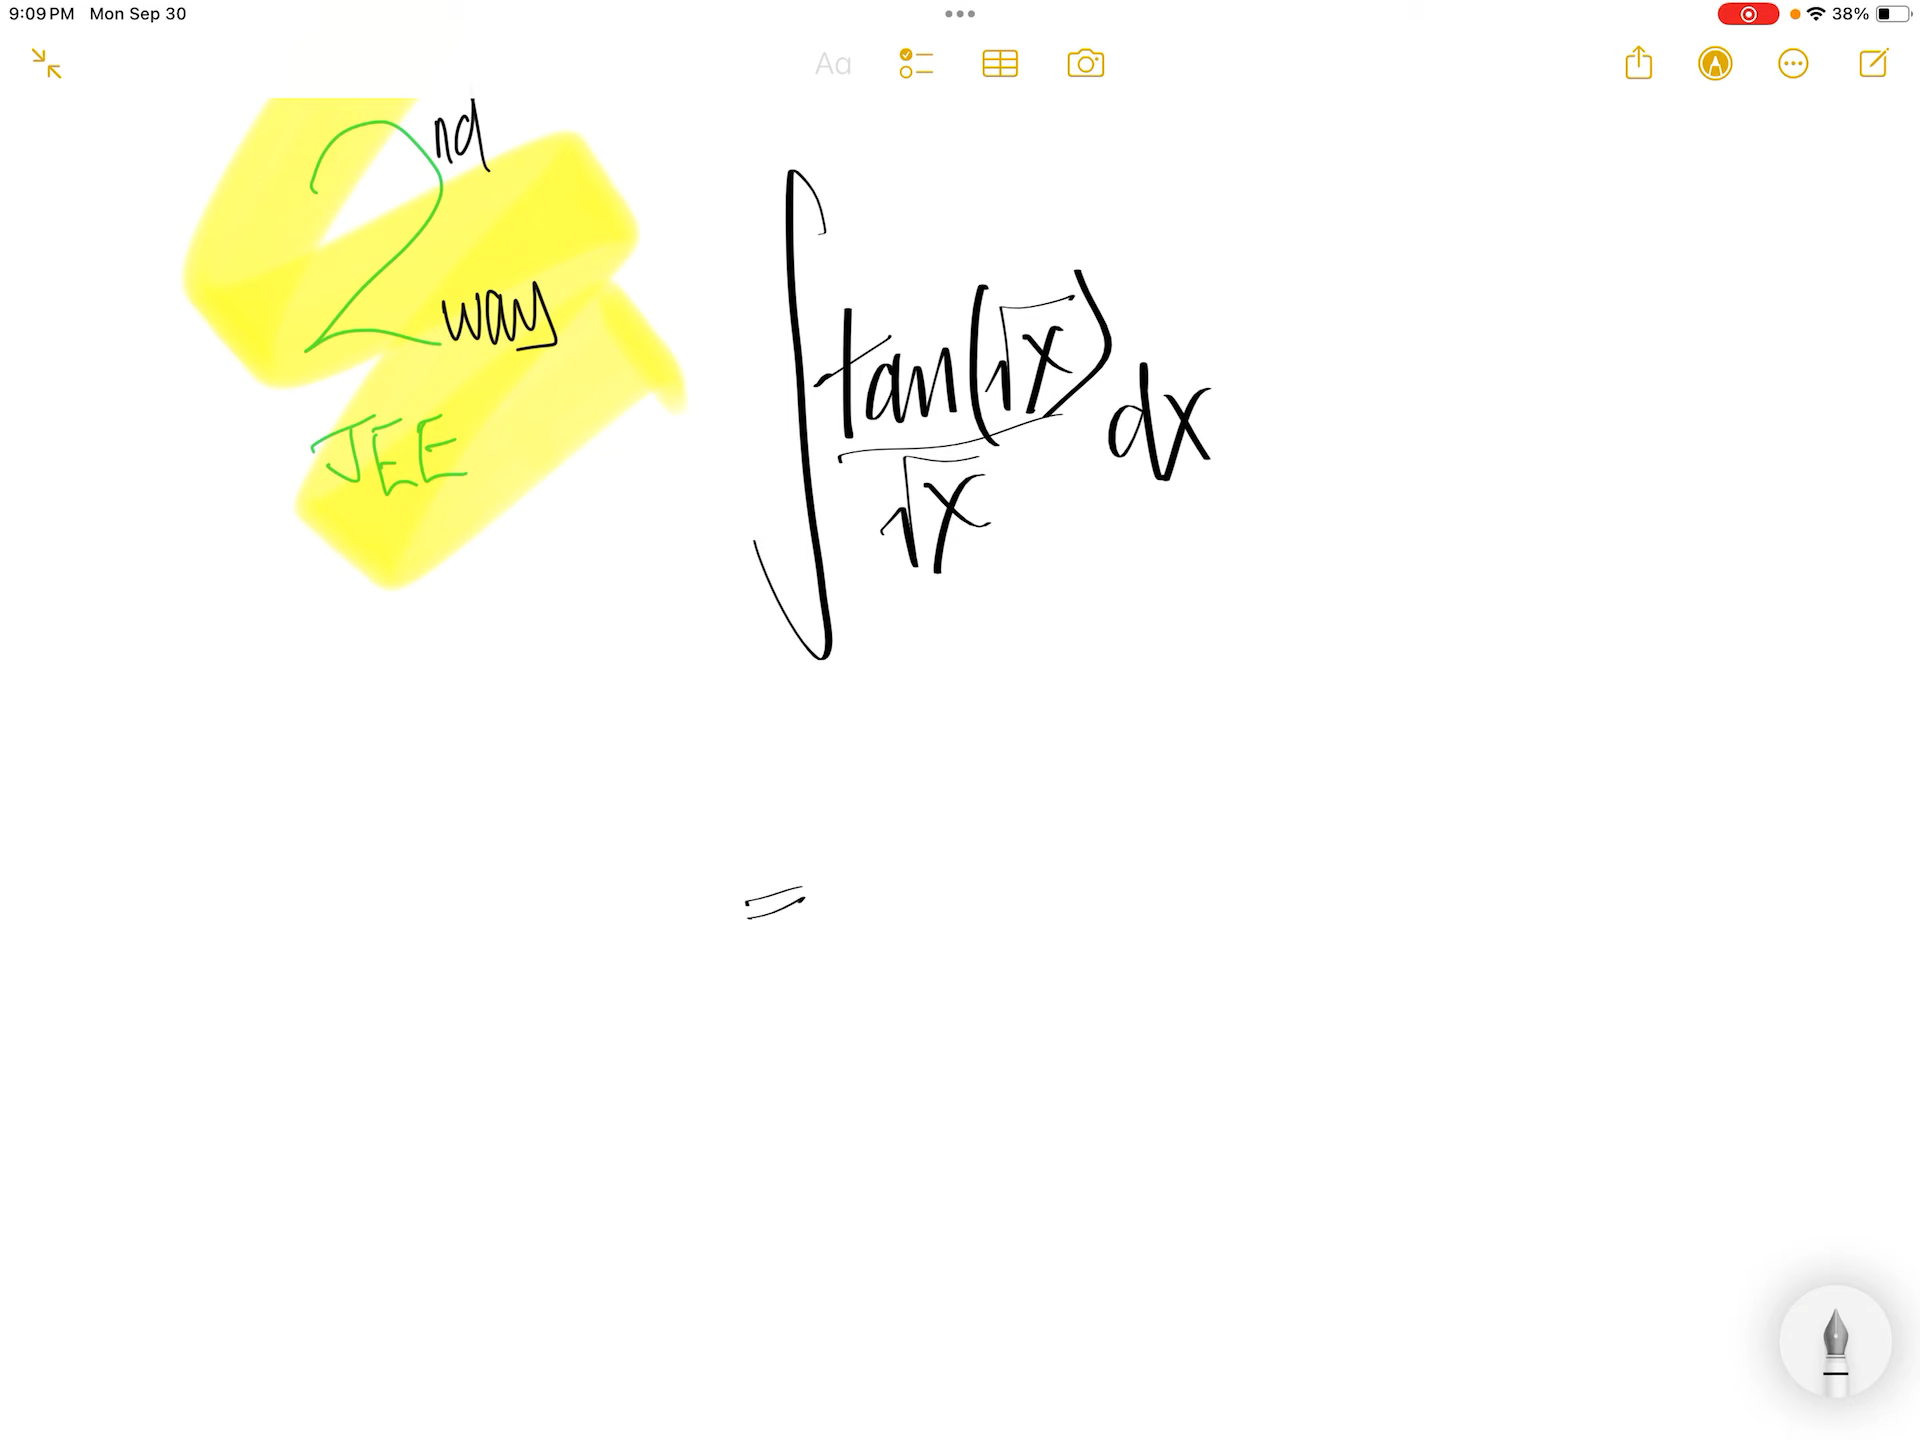 9:09 PM Mon Sep 30
38%
Aa
2nd
way
JEE
∫ tan(√x)/√x dx
=